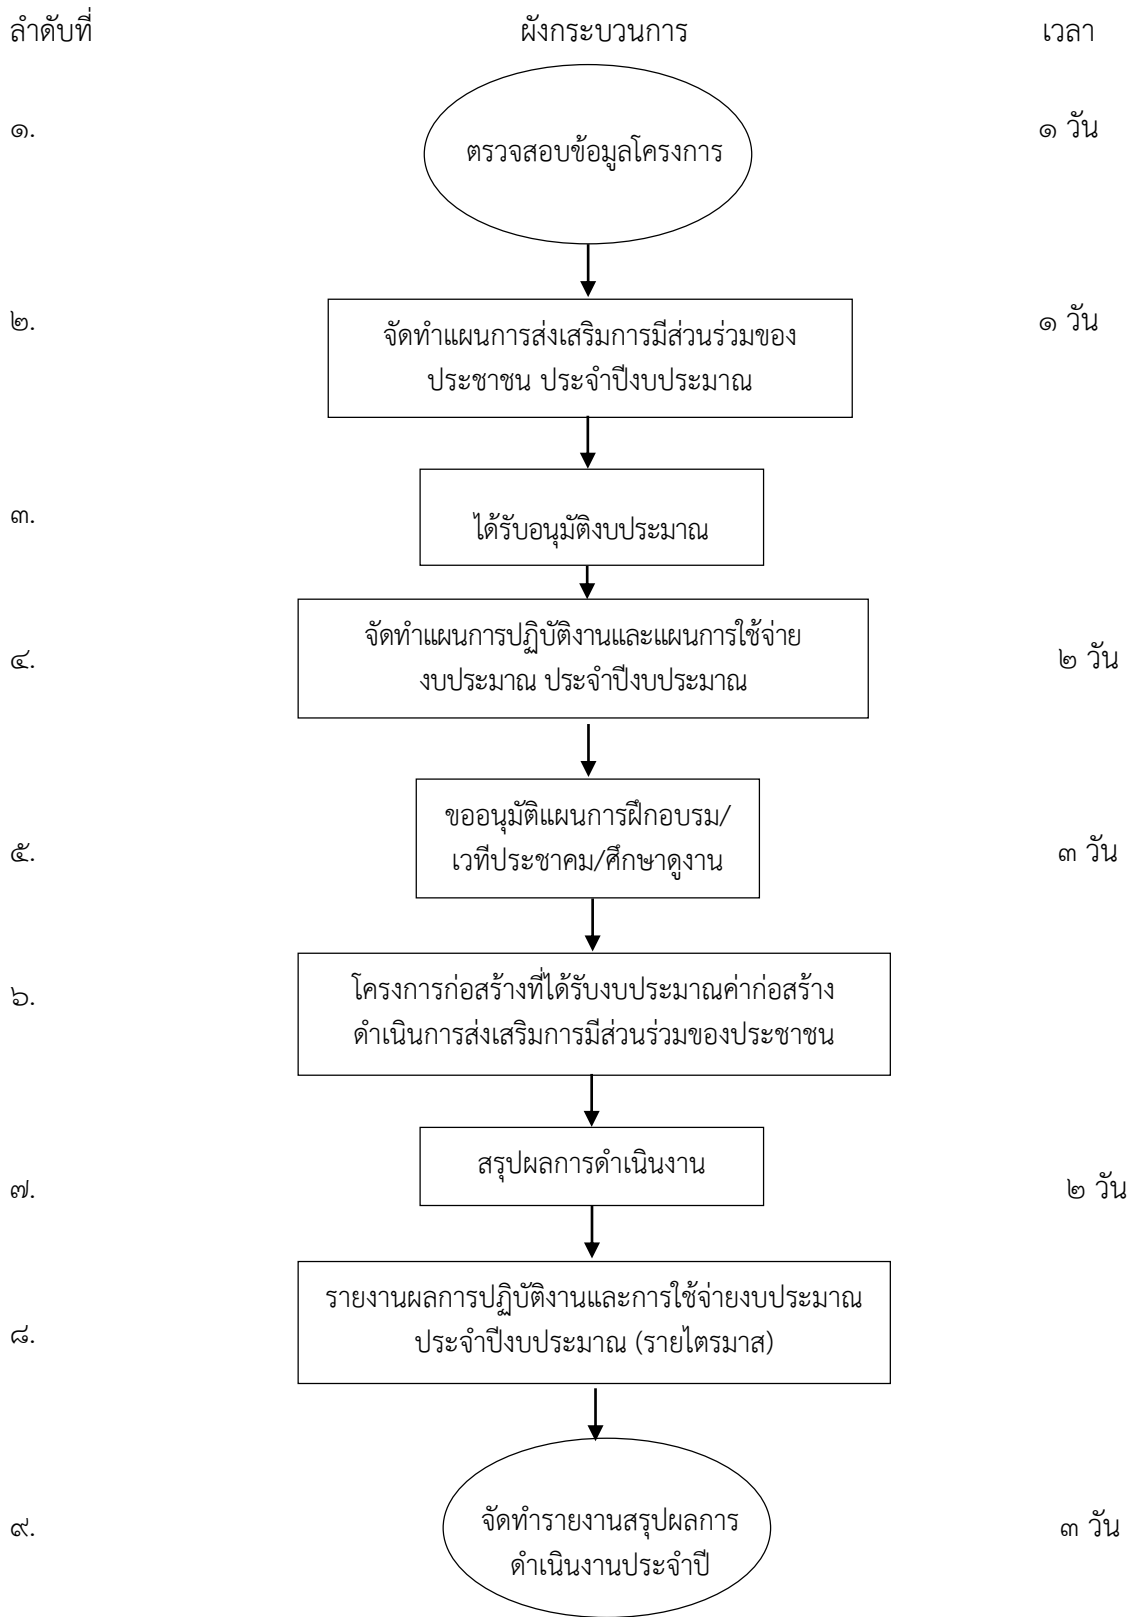 ลำดับที่ ผังกระบวนการ เวลา
๑. ตรวจสอบข้อมูลโครงการ ๑ วัน
๒. จัดทำแผนการส่งเสริมการมีส่วนร่วมของ ๑ วัน
ประชาชน ประจำปีงบประมาณ
๓. ได้รับอนุมัติงบประมาณ
จัดทำแผนการปฏิบัติงานและแผนการใช้จ่าย
๔. งบประมาณ ประจำปีงบประมาณ ๒ วัน
ขออนุมัติแผนการฝึกอบรม/
๕. เวทีประชาคม/ศึกษาดูงาน ๓ วัน
๖. โครงการก่อสร้างที่ได้รับงบประมาณค่าก่อสร้าง
ดำเนินการส่งเสริมการมีส่วนร่วมของประชาชน
สรุปผลการดำเนินงาน
๗. ๒ วัน
รายงานผลการปฏิบัติงานและการใช้จ่ายงบประมาณ
๘. ประจำปีงบประมาณ (รายไตรมาส)
๙. จัดทำรายงานสรุปผลการ ๓ วัน
ดำเนินงานประจำปี